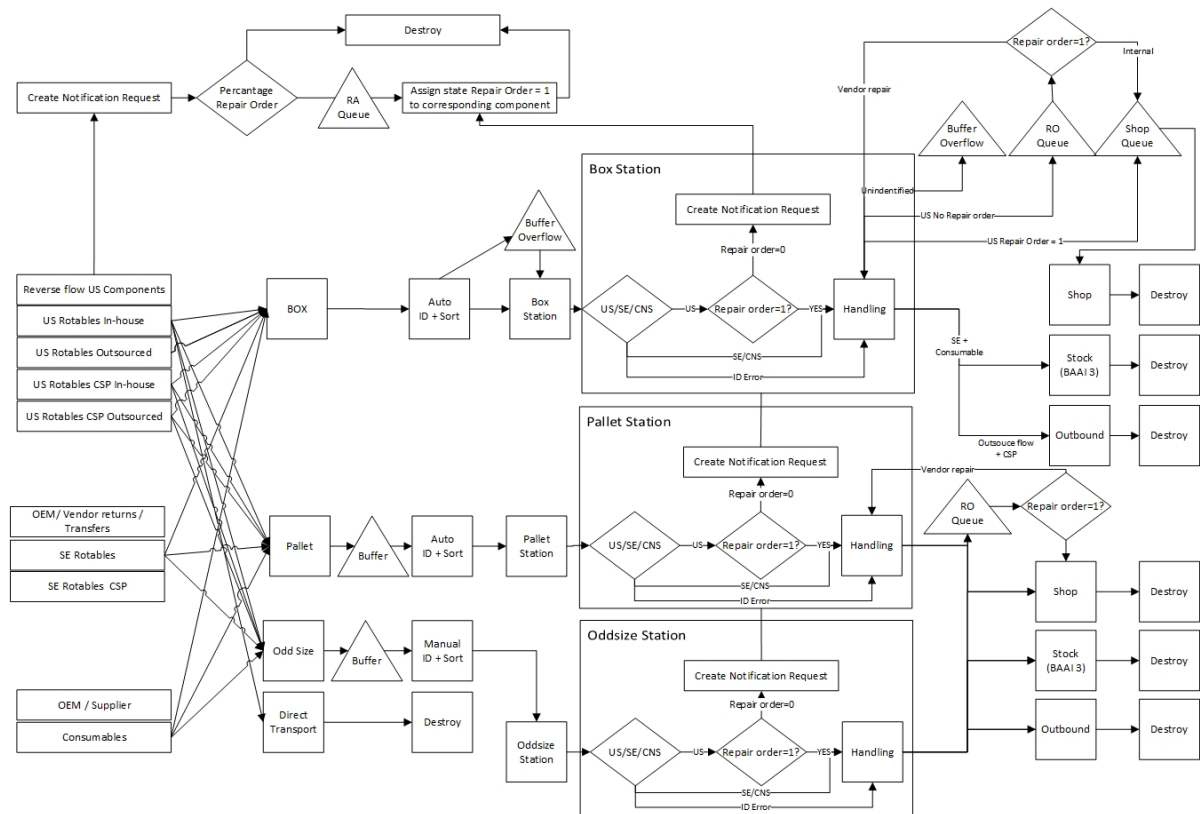 Destroy
Repair order=1?
Internal
Create Notification Request
Percantage
Repair Order
RA
Queue
Assign state Repair Order = 1
to corresponding component
Vendor repair
Buffer
Overflow
RO
Queue
Shop
Queue
Box Station
Unindentified
Create Notification Request
US No Repair order
Buffer
Overflow
Repair order=0
US Repair Order = 1
Reverse flow US Components
US Rotables In-house
US Rotables Outsourced
US Rotables CSP In-house
US Rotables CSP Outsourced
BOX
Auto
ID + Sort
Box
Station
US/SE/CNS
US
Repair order=1?
YES
Handling
SE/CNS
ID Error
Shop
Destroy
SE +
Consumable
Stock
(BAAI 3)
Destroy
Outsouce flow
+ CSP
Outbound
Destroy
Pallet Station
Create Notification Request
Repair order=0
Vendor repair
RO
Queue
Repair order=1?
OEM/ Vendor returns /
Transfers
SE Rotables
SE Rotables CSP
Pallet
Buffer
Auto
ID + Sort
Pallet
Station
US/SE/CNS
US
Repair order=1?
YES
Handling
SE/CNS
ID Error
Shop
Destroy
Oddsize Station
Odd Size
Buffer
Manual
ID + Sort
Create Notification Request
Repair order=0
Stock
(BAAI 3)
Destroy
OEM / Supplier
Consumables
Direct
Transport
Destroy
Oddsize
Station
US/SE/CNS
US
Repair order=1?
YES
Handling
SE/CNS
ID Error
Outbound
Destroy